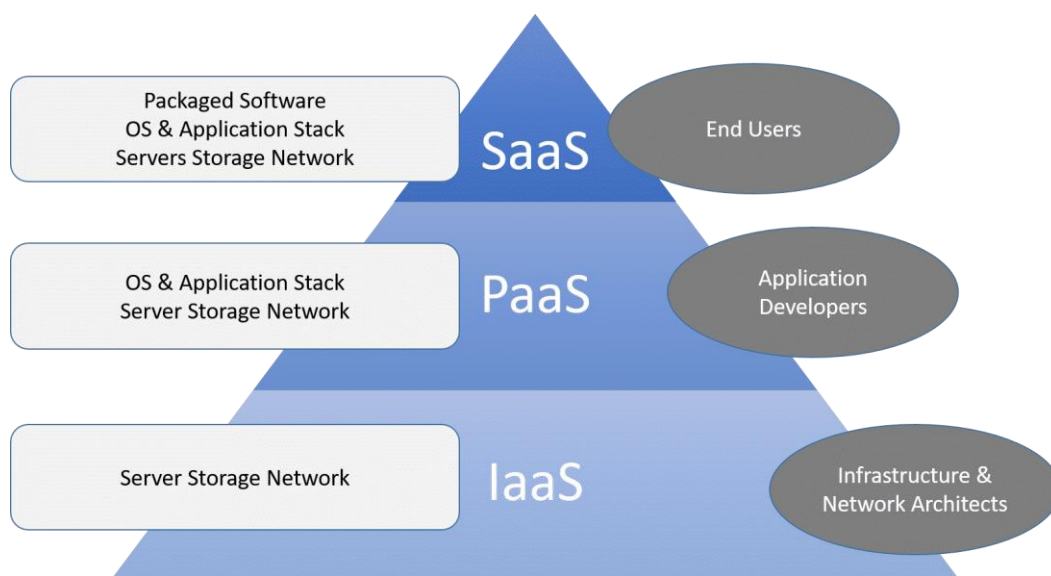 Packaged Software
OS & Application Stack
Servers Storage Network
SaaS
End Users
OS & Application Stack
Server Storage Network
PaaS
Application
Developers
Server Storage Network
IaaS
Infrastructure &
Network Architects